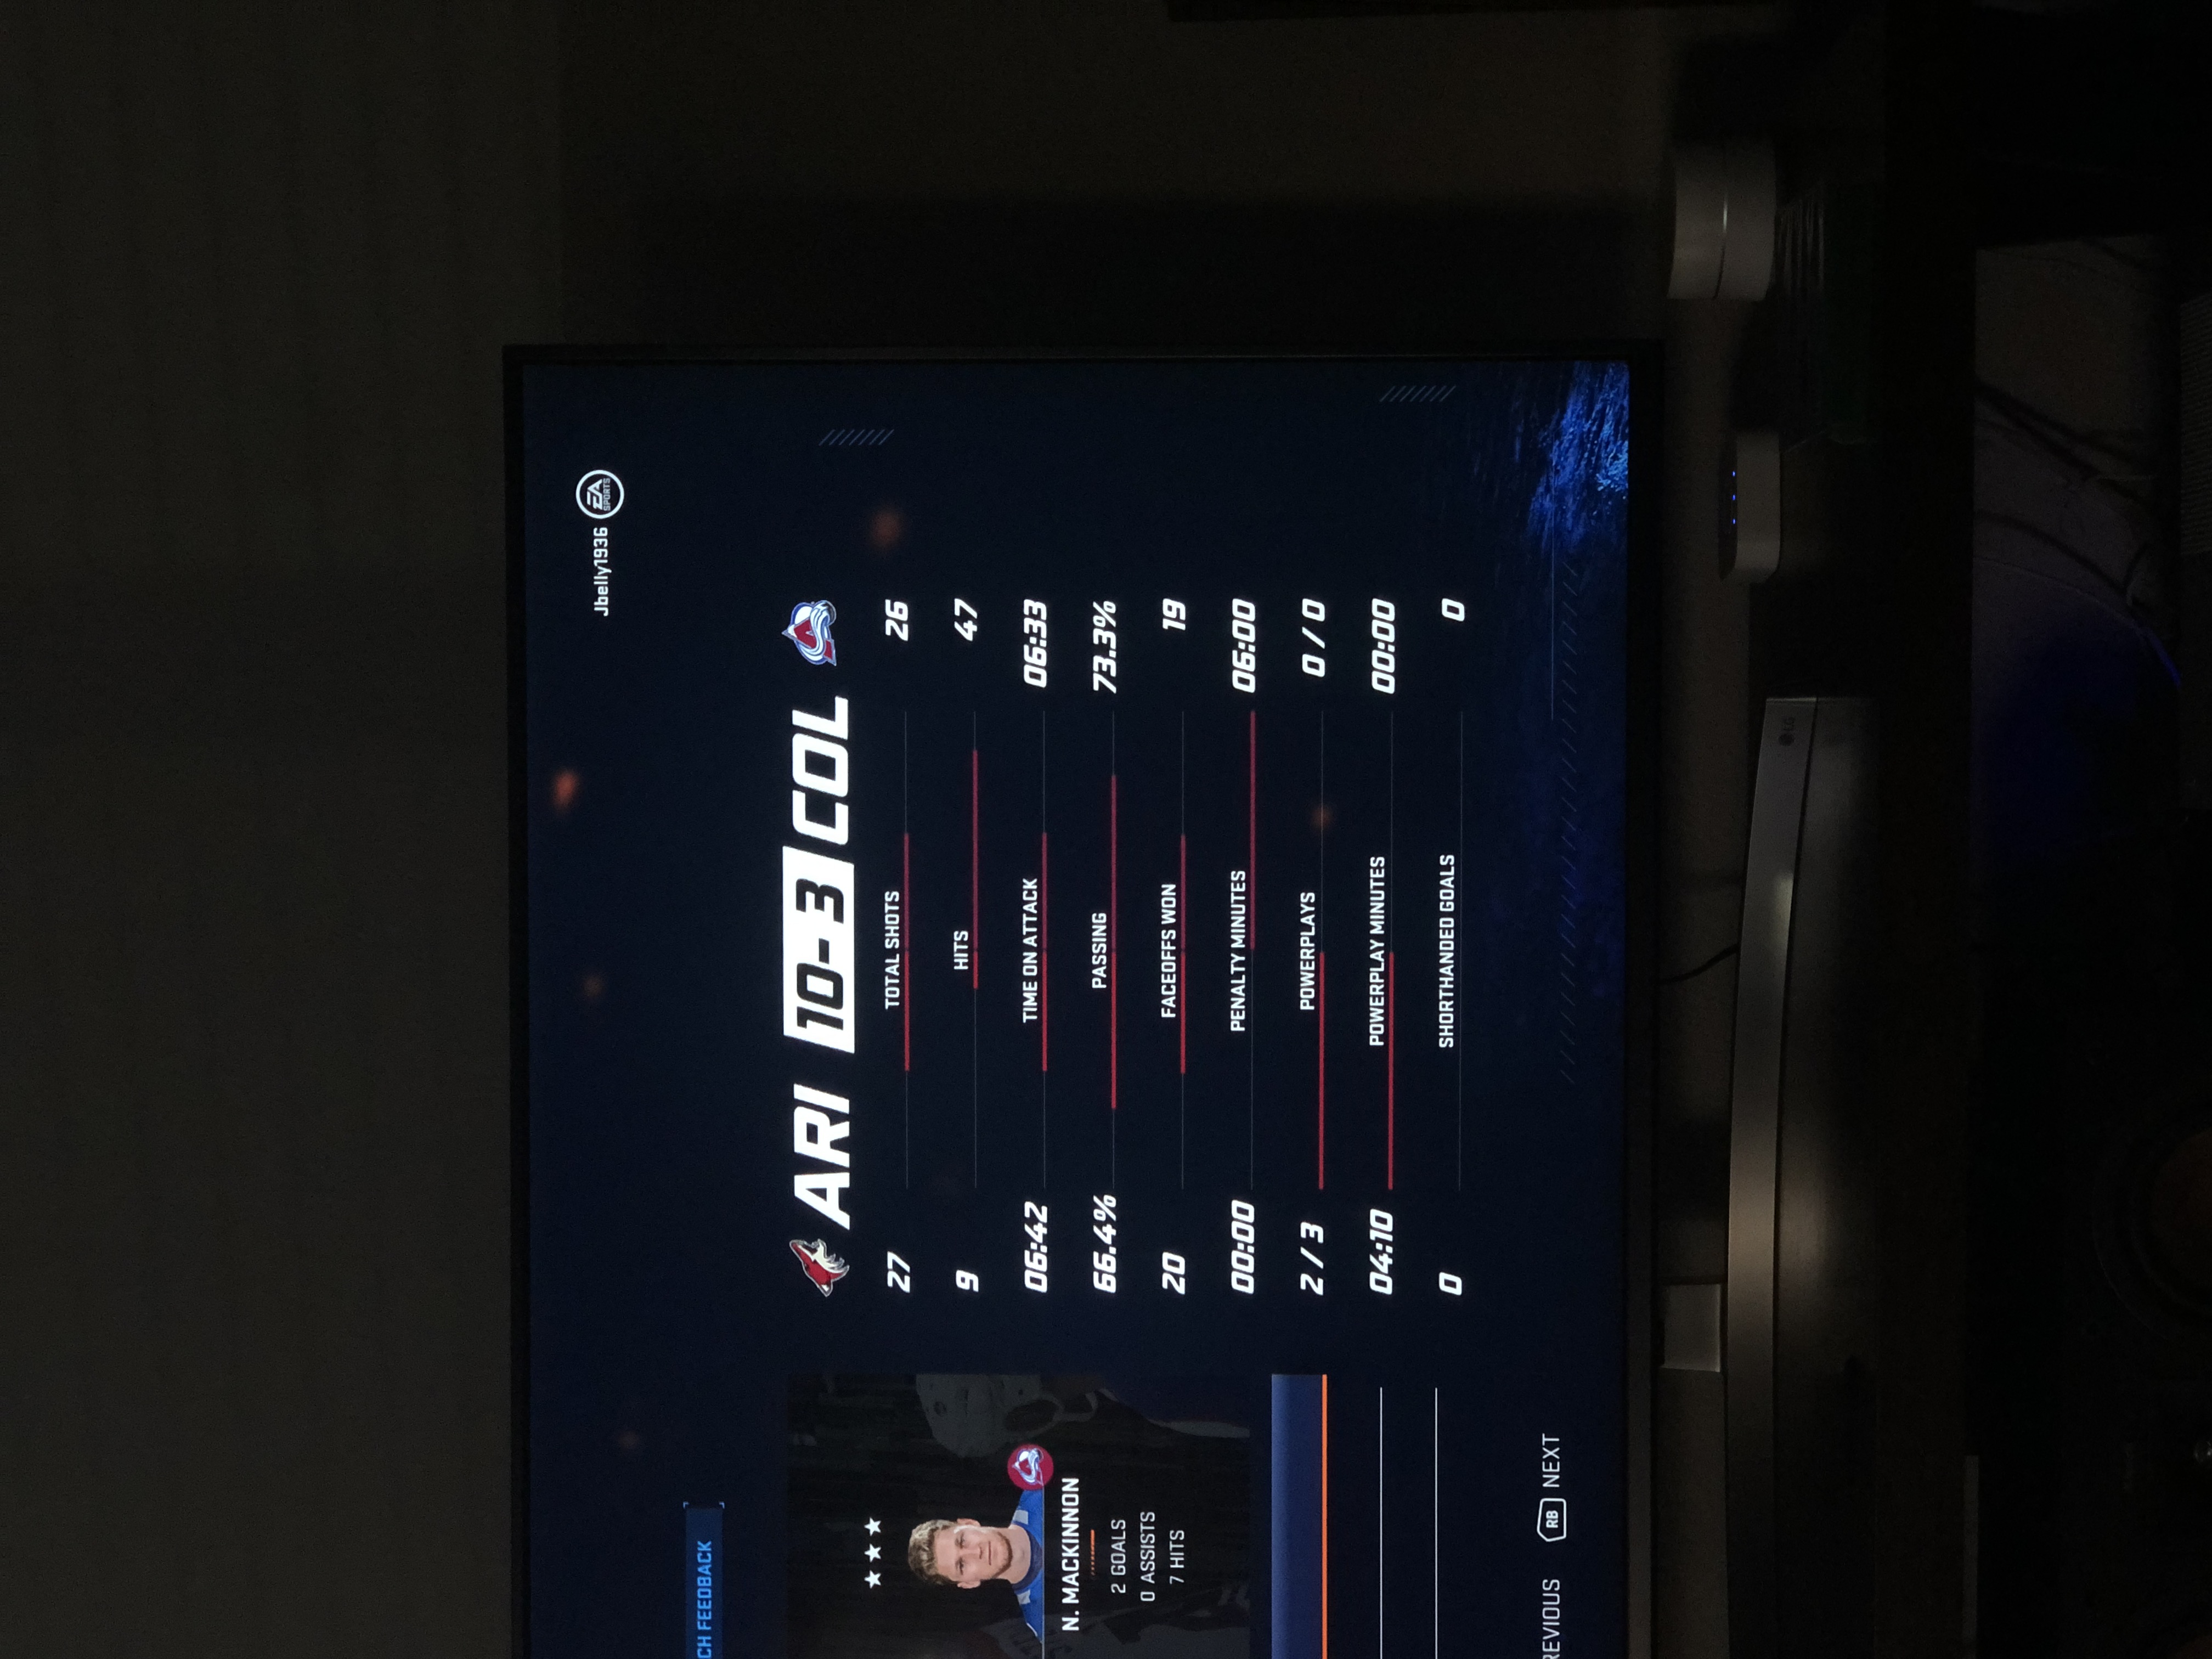 Jbelly1936 EA SPORTS
CH FEEDBACK
N. MACKINNON
2 GOALS
0 ASSISTS
7 HITS
ARI 10- 3 COL
27 TOTAL SHOTS 26
9 HITS 47
06:42 TIME ON ATTACK 06:33
66.4% PASSING 73.3%
20 FACEOFFS WON 19
00:00 PENALTY MINUTES 06:00
2 / 3 POWERPLAYS 0 / 0
04:10 POWERPLAY MINUTES 00:00
0 SHORTHANDED GOALS 0
REVIOUS RB NEXT
LG